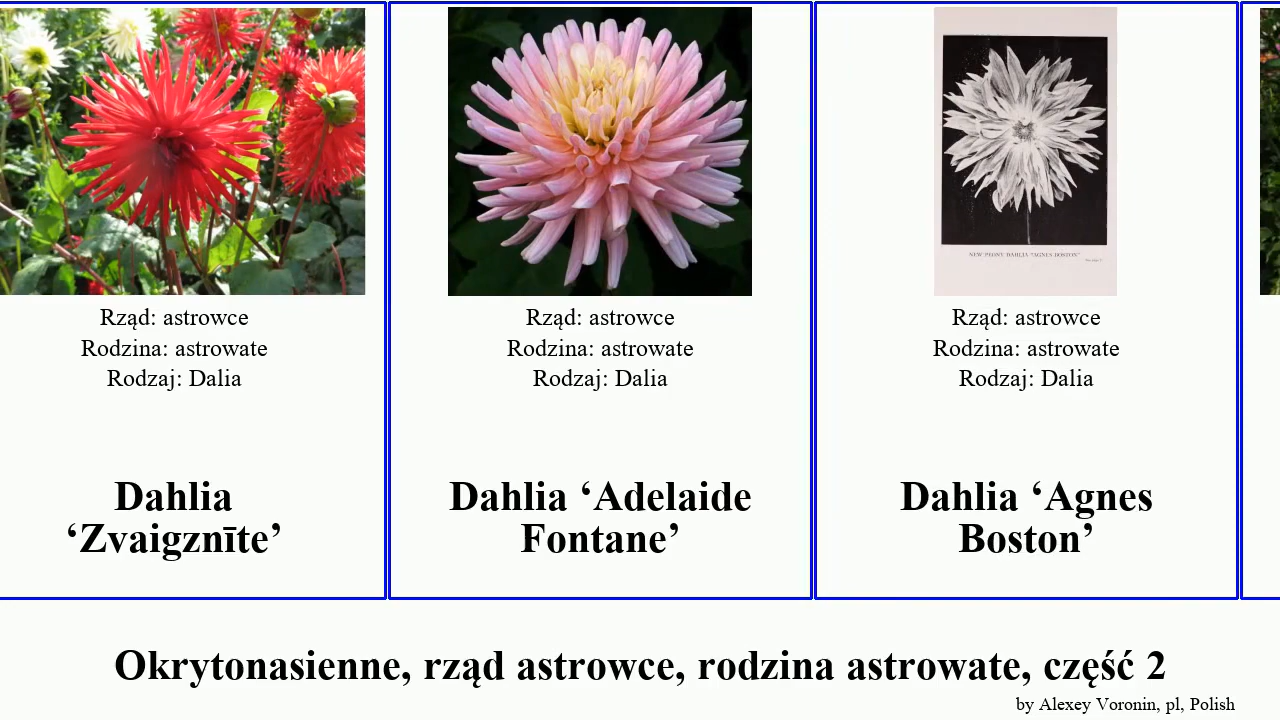 Rząd: astrowce
Rodzina: astrowate
Rodzaj: Dalia
Dahlia
‘Zvaigznīte’
Rząd: astrowce
Rodzina: astrowate
Rodzaj: Dalia
Dahlia ‘Adelaide
Fontane’
NEW PEONY DAHLIA "AGNES BOSTON"
Rząd: astrowce
Rodzina: astrowate
Rodzaj: Dalia
Dahlia ‘Agnes
Boston’
Okrytonasienne, rząd astrowce, rodzina astrowate, część 2
by Alexey Voronin, pl, Polish